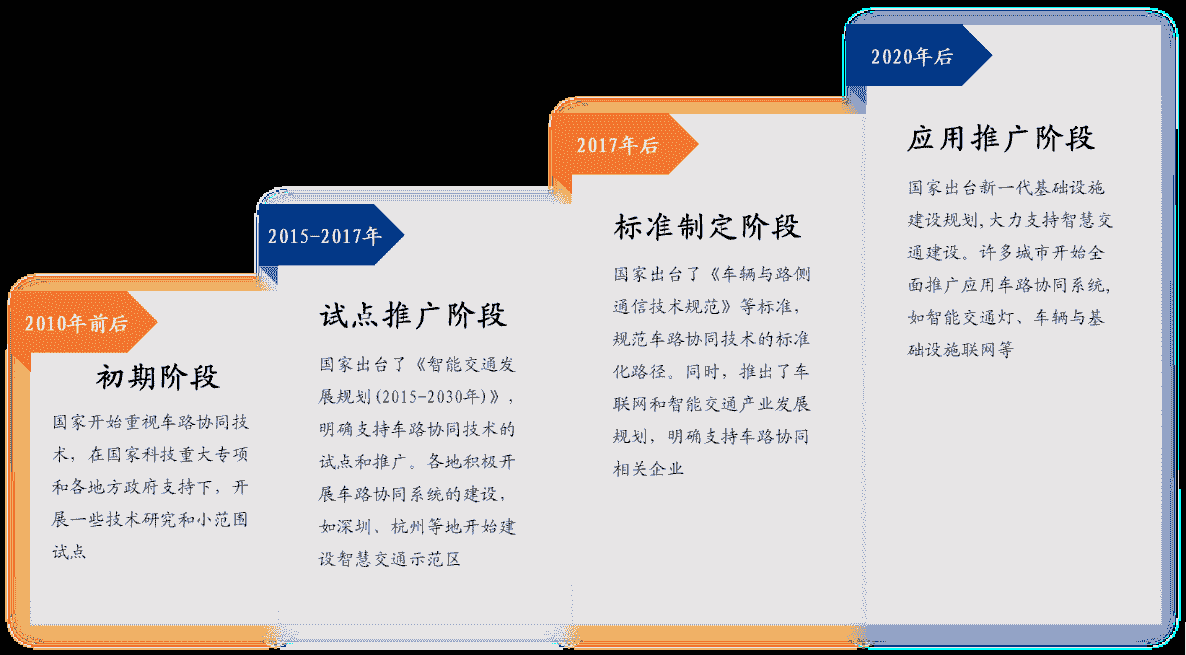 2010年前后
初期阶段
国家开始重视车路协同技
术，在国家科技重大专项
和各地方政府支持下，开
展一些技术研究和小范围
试点
2015-2017年
试点推广阶段
国家出台了《智能交通发
展规划(2015-2030年)》，
明确支持车路协同技术的
试点和推广。各地积极开
展车路协同系统的建设，
如深圳、杭州等地开始建
设智慧交通示范区
2017年后
标准制定阶段
国家出台了《车辆与路侧
通信技术规范》等标准，
规范车路协同技术的标准
化路径。同时，推出了车
联网和智能交通产业发展
规划，明确支持车路协同
相关企业
2020年后
应用推广阶段
国家出台新一代基础设施
建设规划,大力支持智慧交
通建设。许多城市开始全
面推广应用车路协同系统,
如智能交通灯、车辆与基
础设施联网等